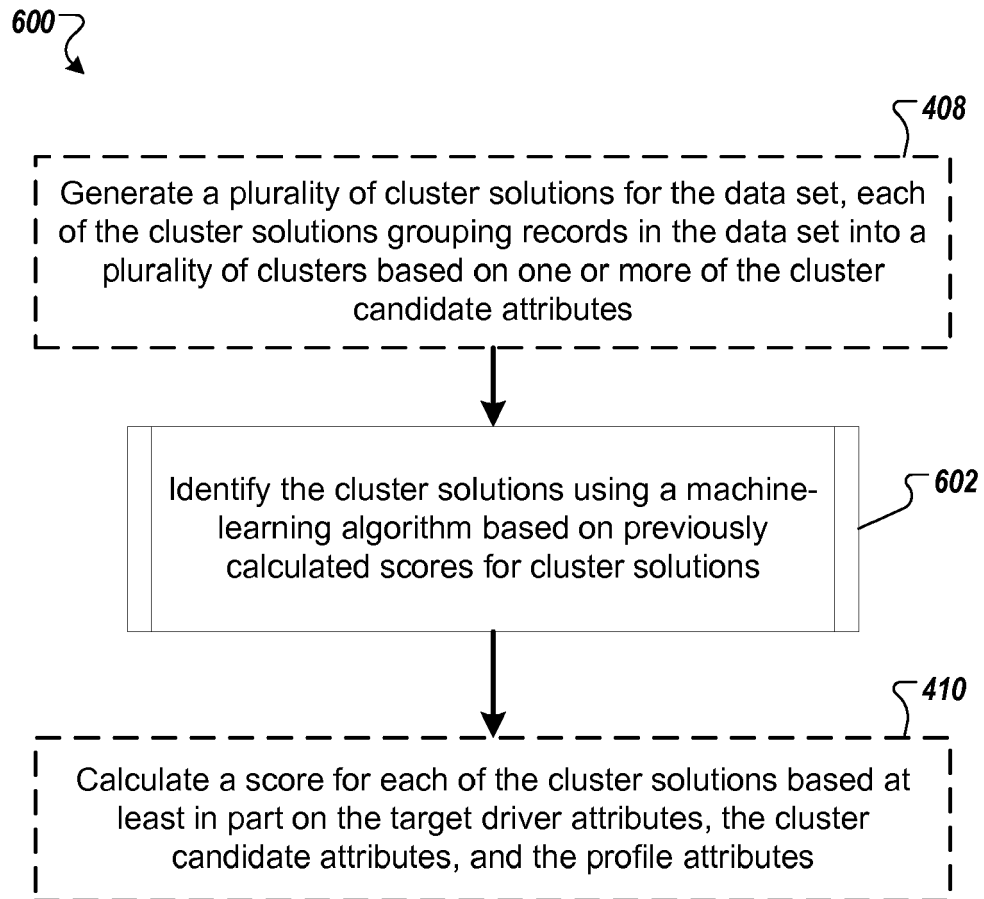 600
408
Generate a plurality of cluster solutions for the data set, each
of the cluster solutions grouping records in the data set into a
plurality of clusters based on one or more of the cluster
candidate attributes
Identify the cluster solutions using a machine-
learning algorithm based on previously
calculated scores for cluster solutions
602
410
Calculate a score for each of the cluster solutions based at
least in part on the target driver attributes, the cluster
candidate attributes, and the profile attributes